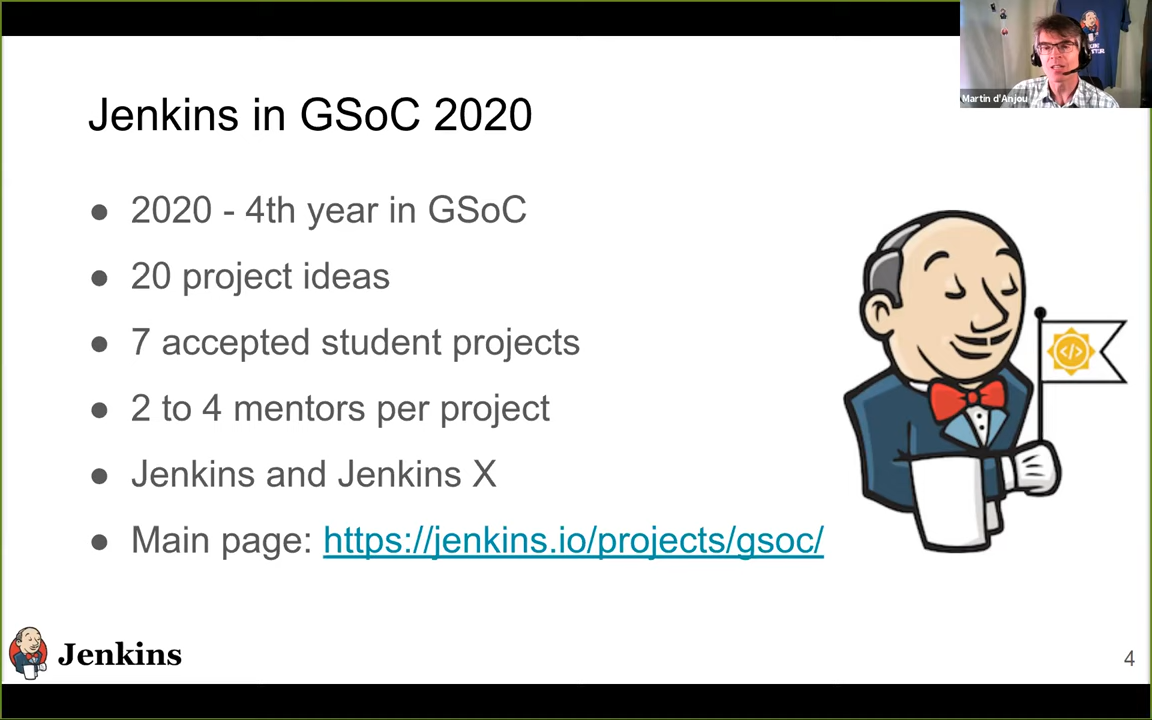 Martin d'Anjou
Jenkins in GSoC 2020
● 2020 - 4th year in GSoC
● 20 project ideas
● 7 accepted student projects
● 2 to 4 mentors per project
● Jenkins and Jenkins X
● Main page: https://jenkins.io/projects/gsoc/
</>
Jenkins
4